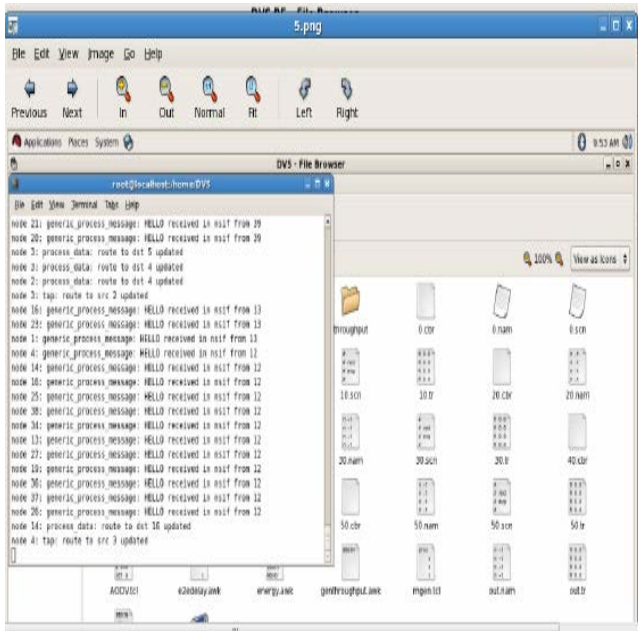 DVS-RF - File Browser
5.png
File Edit View Image Go Help
Previous Next In Out Normal Fit Left Right
Applications Places System 9:53 AM
DVS - File Browser
root@localhost:/home/DVS
File Edit View Terminal Tabs Help
node 21: generic_process_message: HELLO received in nsif from 39
node 20: generic_process_message: HELLO received in nsif from 39
node 3: process_data: route to dst 5 updated
node 3: process_data: route to dst 4 updated
node 2: process_data: route to dst 4 updated
node 3: tap: route to src 2 updated
node 16: generic_process_message: HELLO received in nsif from 13
node 23: generic_process_message: HELLO received in nsif from 13
node 1: generic_process_message: HELLO received in nsif from 13
node 4: generic_process_message: HELLO received in nsif from 12
node 14: generic_process_message: HELLO received in nsif from 12
node 16: generic_process_message: HELLO received in nsif from 12
node 25: generic_process_message: HELLO received in nsif from 12
node 38: generic_process_message: HELLO received in nsif from 12
node 31: generic_process_message: HELLO received in nsif from 12
node 13: generic_process_message: HELLO received in nsif from 12
node 27: generic_process_message: HELLO received in nsif from 12
node 19: generic_process_message: HELLO received in nsif from 12
node 36: generic_process_message: HELLO received in nsif from 12
node 37: generic_process_message: HELLO received in nsif from 12
node 26: generic_process_message: HELLO received in nsif from 12
node 14: process_data: route to dst 16 updated
node 4: tap: route to src 3 updated
100% View as Icons
throughput 0.cbr 0.nam 0.scn
10.scn 10.tr 20.cbr 20.nam
30.nam 30.scn 30.tr 40.cbr
50.cbr 50.nam 50.scn 50.tr
AODV.tcl e2edelay.awk energy.awk genthroughput.awk mgen.tcl out.nam out.tr